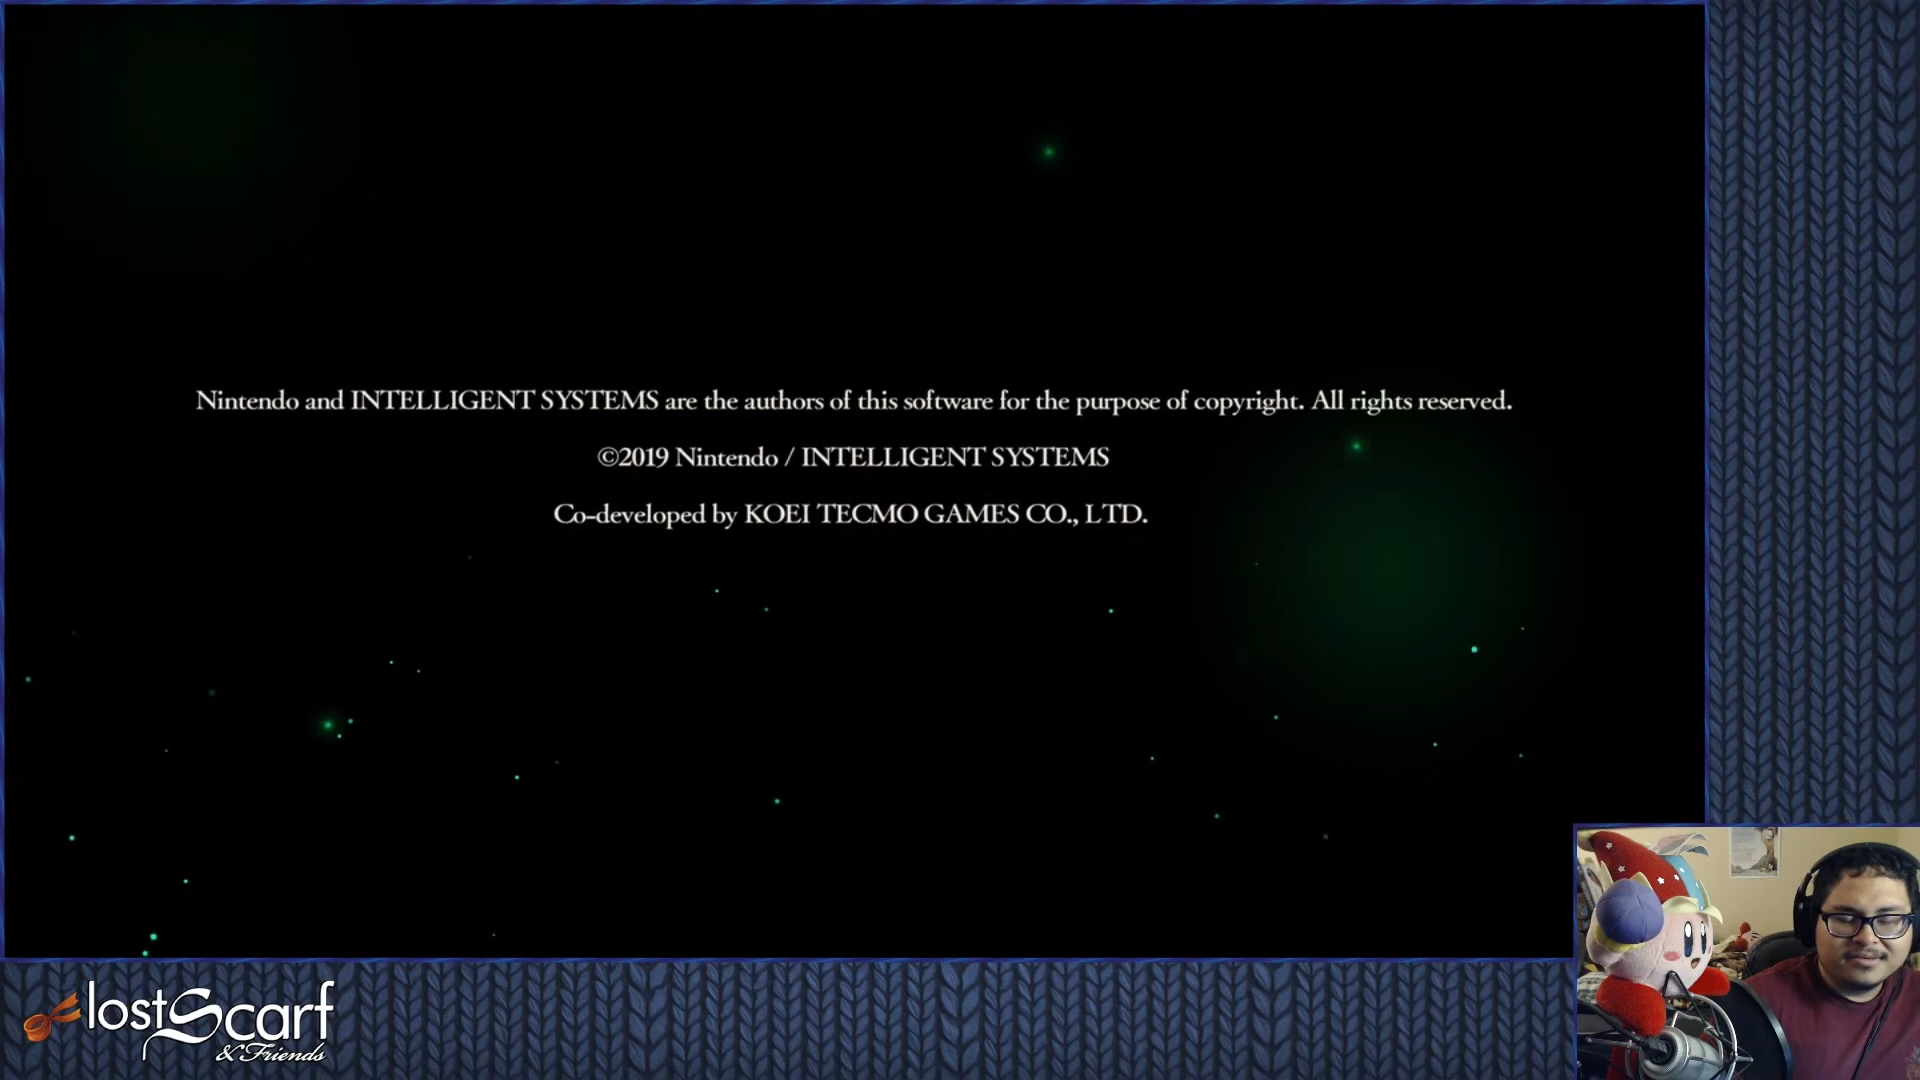 Nintendo and INTELLIGENT SYSTEMS are the authors of this software for the purpose of copyright. All rights reserved.
©2019 Nintendo / INTELLIGENT SYSTEMS
Co-developed by KOEI TECMO GAMES CO., LTD.
lostScarf
& Friends